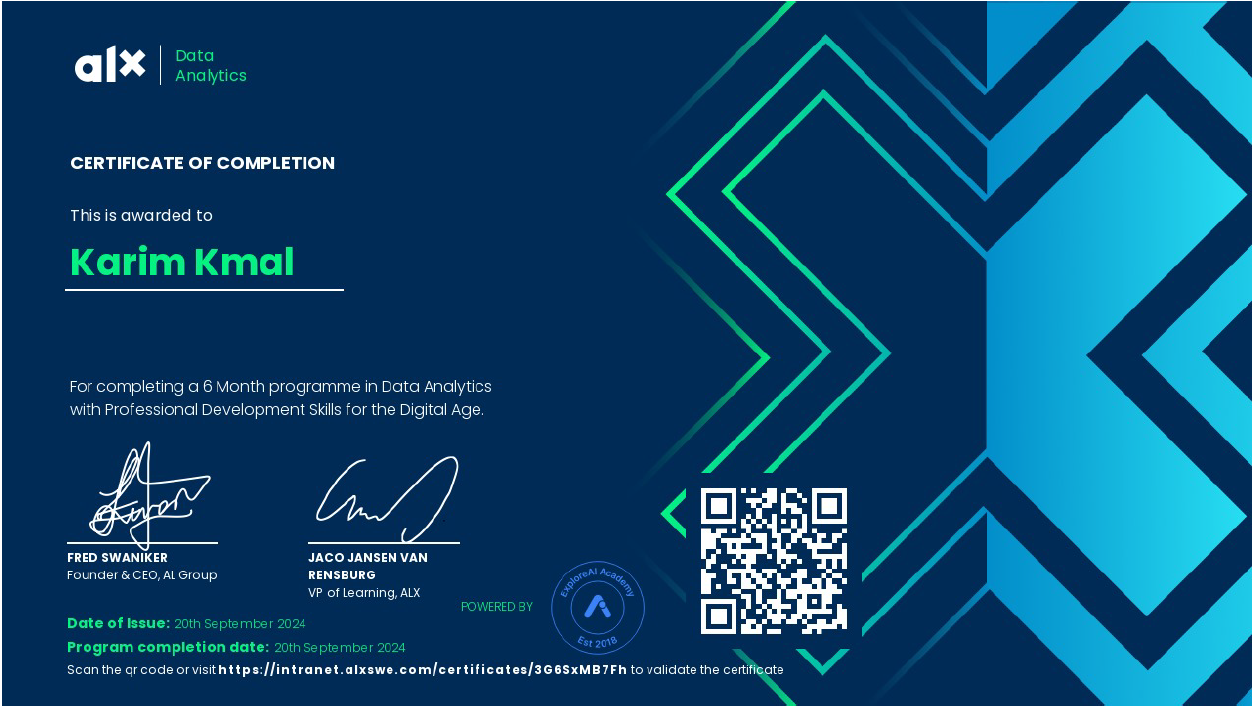 alx
Data
Analytics
CERTIFICATE OF COMPLETION
This is awarded to
Karim Kmal
For completing a 6 Month programme in Data Analytics
with Professional Development Skills for the Digital Age.
FRED SWANIKER
Founder & CEO, AL Group
JACO JANSEN VAN
RENSBURG
VP of Learning, ALX
POWERED BY
ExploreAI Academy
Est 2018
Date of Issue: 20th September 2024
Program completion date: 20th September 2024
Scan the qr code or visit https://intranet.alxswe.com/certificates/3G6SxMB7Fh to validate the certificate